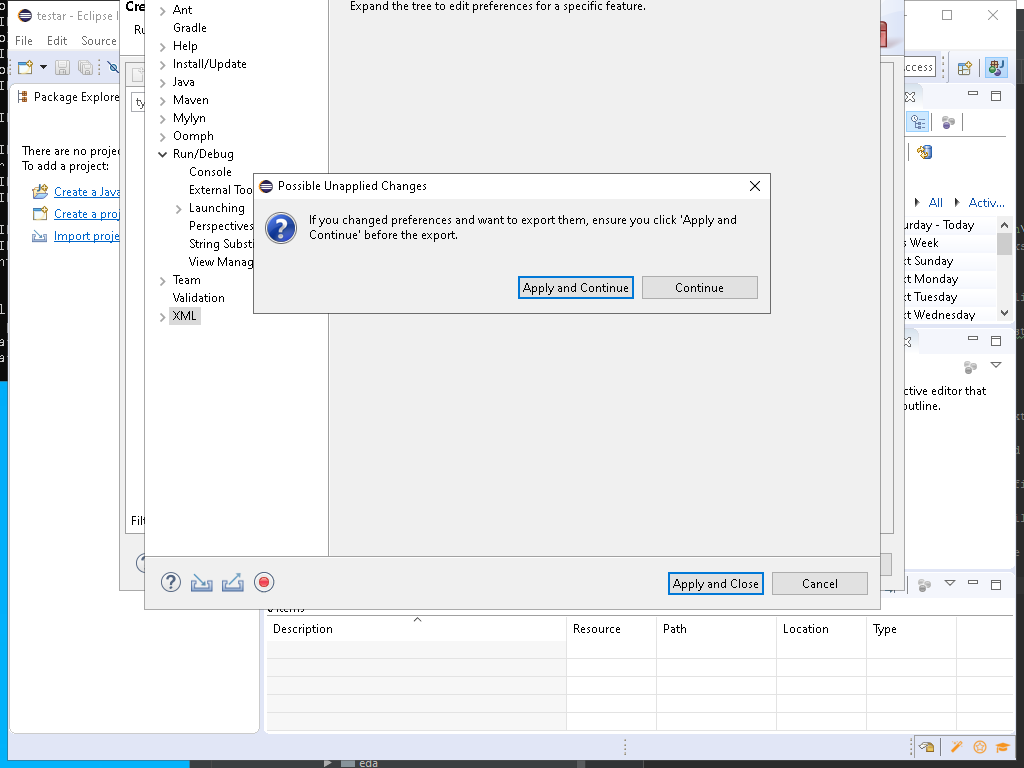 testar - Eclipse I
File Edit Source
Package Explore
There are no projec
To add a project:
Create a Java
Create a proj
Import proje
Cre
Ru
ty
Filt
Ant
Gradle
Help
Install/Update
Java
Maven
Mylyn
Oomph
Run/Debug
Console
External Too
Launching
Perspectives
String Substi
View Manag
Team
Validation
XML
Expand the tree to edit preferences for a specific feature.
Possible Unapplied Changes
If you changed preferences and want to export them, ensure you click 'Apply and
Continue' before the export.
Apply and Continue
Continue
Apply and Close
Cancel
ccess
All Activ...
urday - Today
s Week
xt Sunday
xt Monday
xt Tuesday
xt Wednesday
ctive editor that
outline.
Description Resource Path Location Type
eda